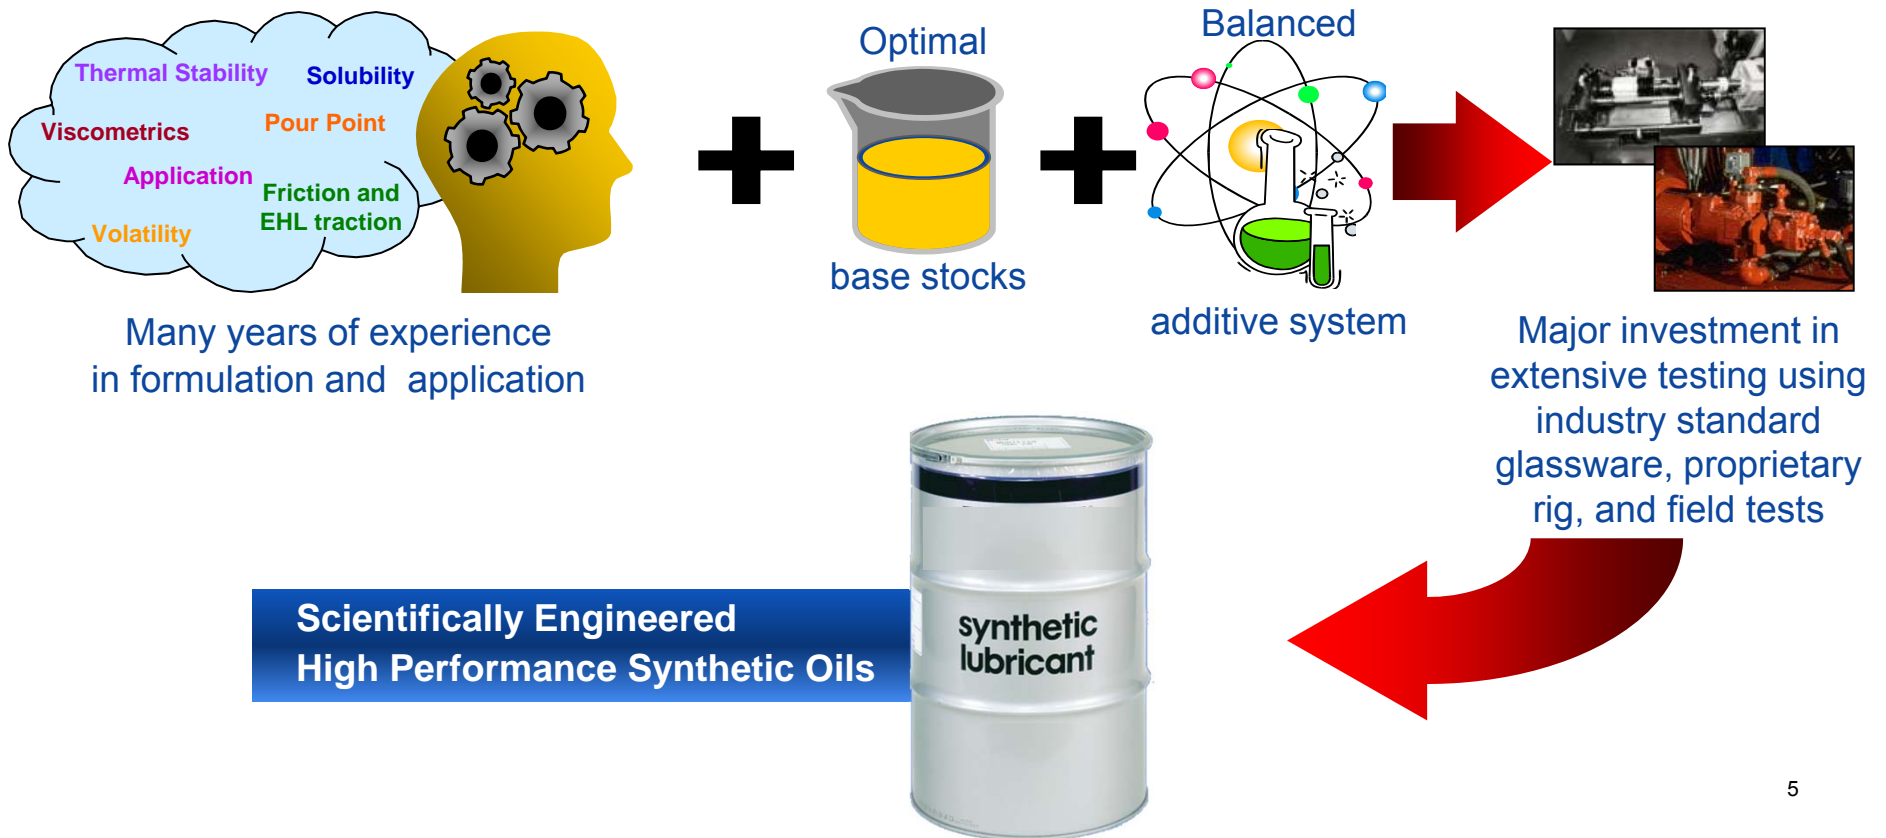 Thermal Stability
Solubility
Viscometrics
Pour Point
Application
Friction and
EHL traction
Volatility
Many years of experience
in formulation and  application
Optimal
base stocks
Balanced
additive system
Major investment in
extensive testing using
industry standard
glassware, proprietary
rig, and field tests
Scientifically Engineered
High Performance Synthetic Oils
synthetic
lubricant
5